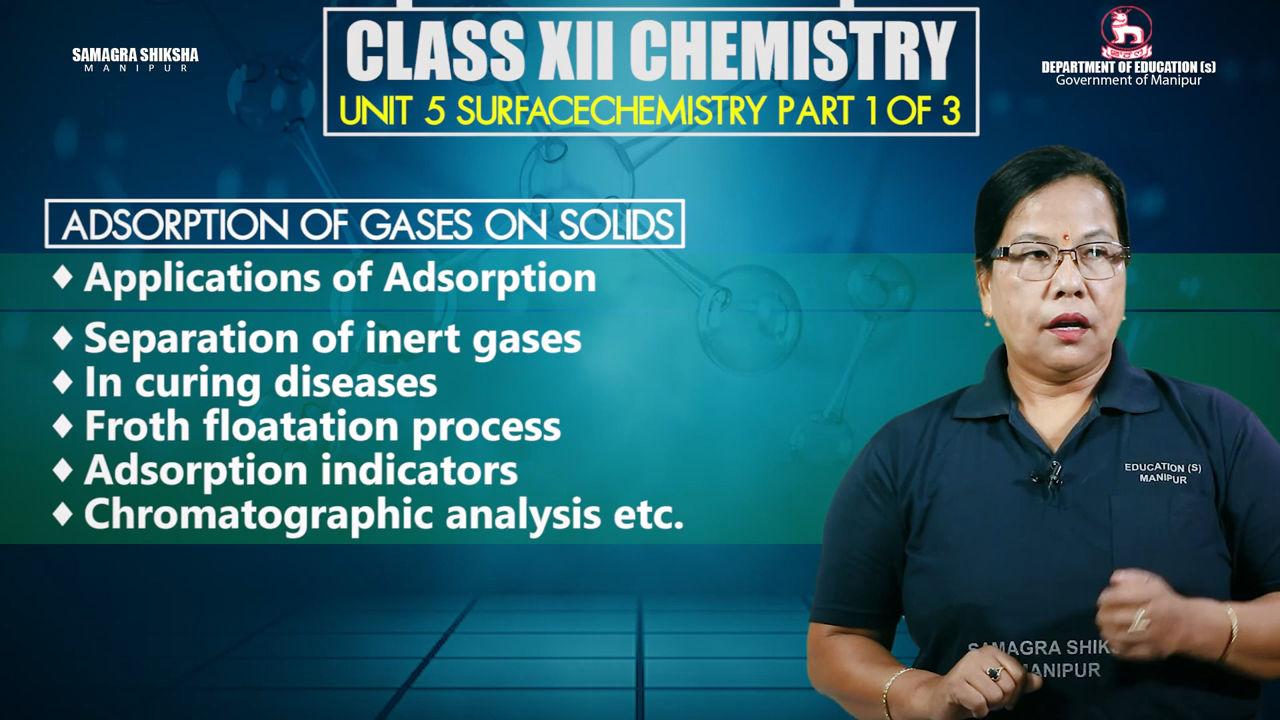 SAMAGRA SHIKSHA
MANIPUR
CLASS XII CHEMISTRY
UNIT 5 SURFACECHEMISTRY PART 1 OF 3
DEPARTMENT OF EDUCATION (s)
Government of Manipur
ADSORPTION OF GASES ON SOLIDS
♦ Applications of Adsorption
♦ Separation of inert gases
♦ In curing diseases
♦ Froth floatation process
♦ Adsorption indicators
♦ Chromatographic analysis etc.
EDUCATION (S)
MANIPUR
SAMAGRA
MANIPUR